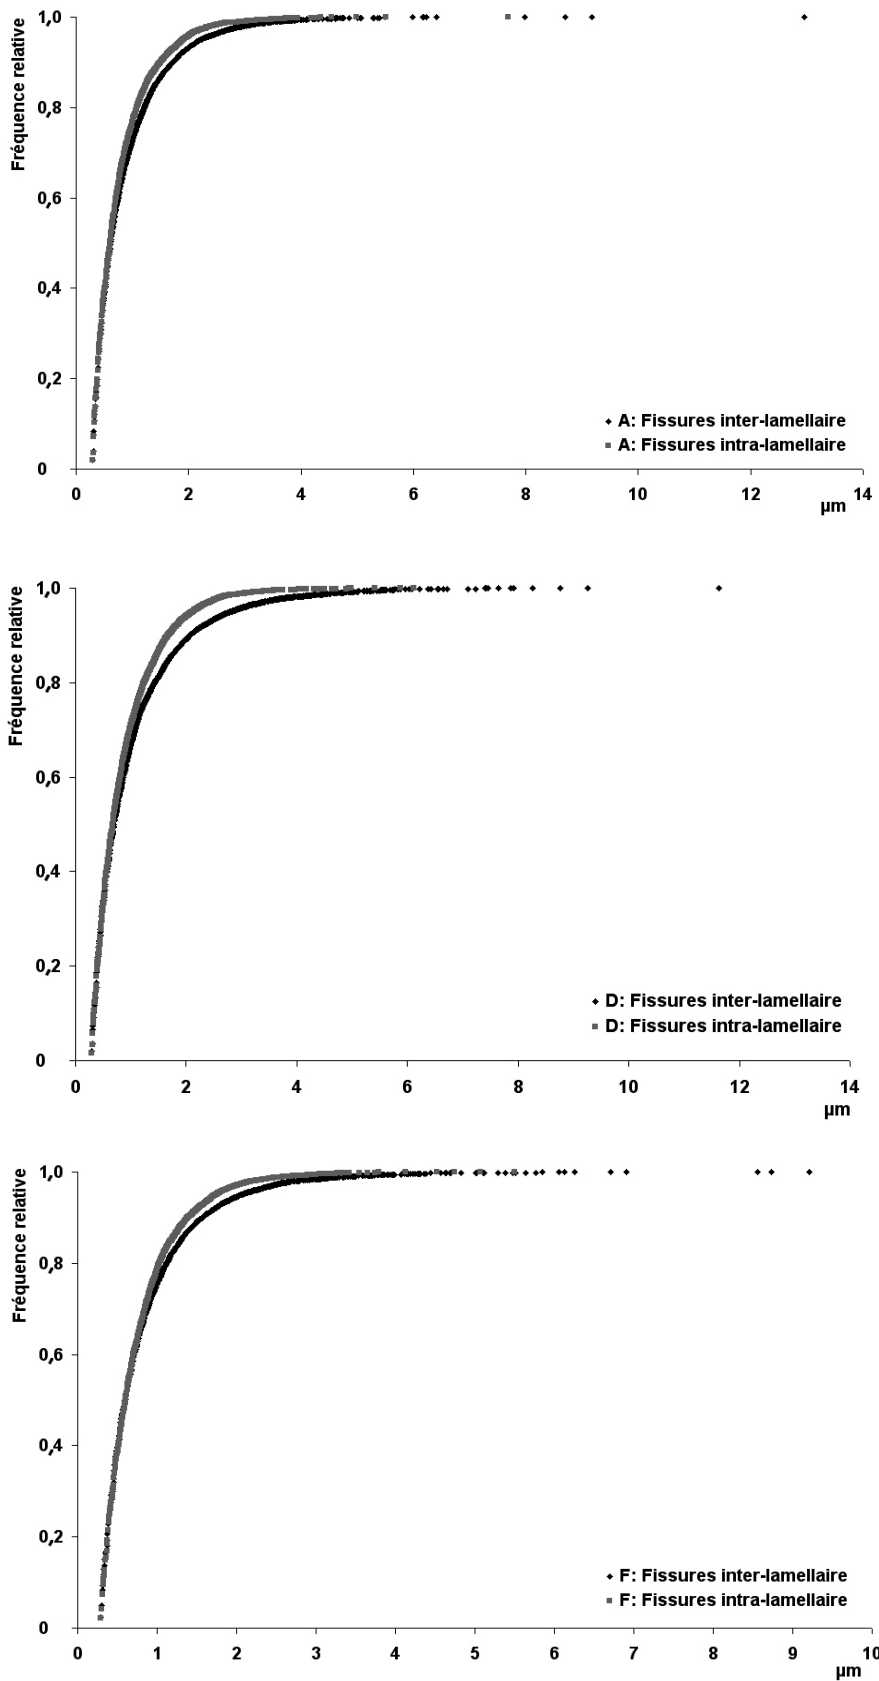 Fréquence relative
1,0
0,8
0,6
0,4
0,2
0
0 2 4 6 8 10 12 14
µm
A: Fissures inter-lamellaire
A: Fissures intra-lamellaire
Fréquence relative
1,0
0,8
0,6
0,4
0,2
0
0 2 4 6 8 10 12 14
µm
D: Fissures inter-lamellaire
D: Fissures intra-lamellaire
Fréquence relative
1,0
0,8
0,6
0,4
0,2
0
0 1 2 3 4 5 6 7 8 9 10
µm
F: Fissures inter-lamellaire
F: Fissures intra-lamellaire